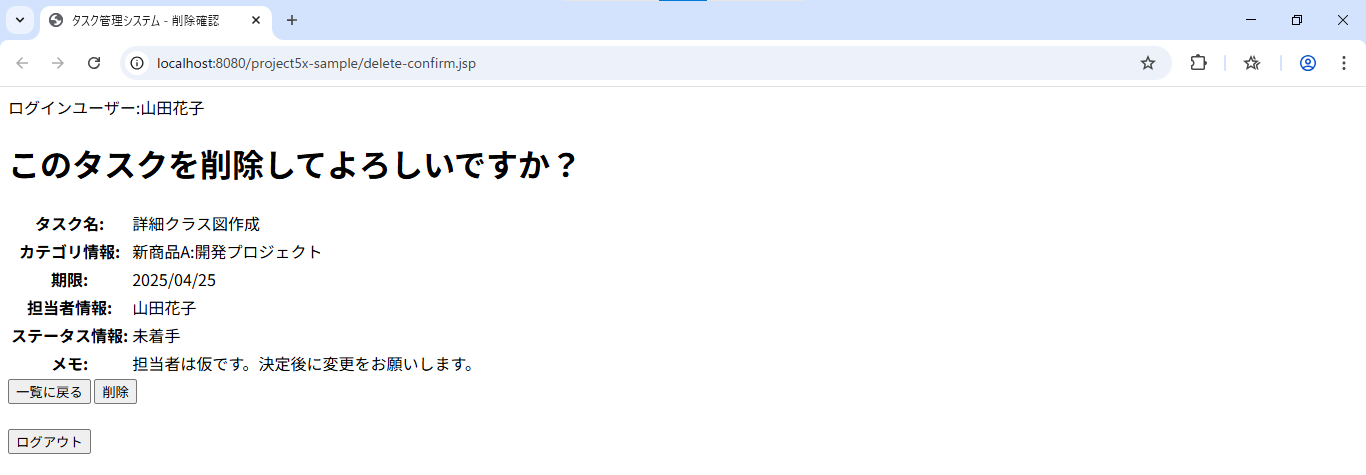 タスク管理システム - 削除確認
localhost:8080/project5x-sample/delete-confirm.jsp
ログインユーザー:山田花子
このタスクを削除してよろしいですか？
タスク名: 詳細クラス図作成
カテゴリ情報: 新商品A:開発プロジェクト
期限: 2025/04/25
担当者情報: 山田花子
ステータス情報: 未着手
メモ: 担当者は仮です。決定後に変更をお願いします。
一覧に戻る 削除
ログアウト